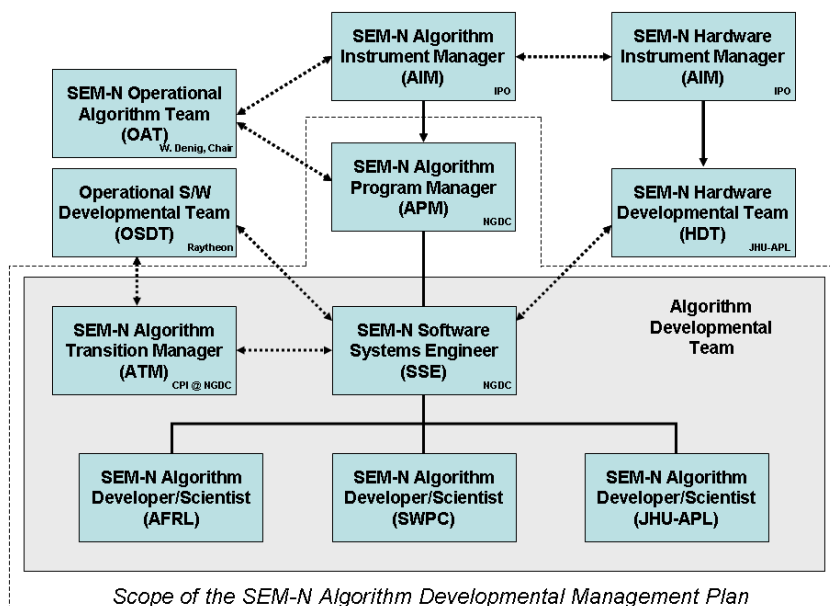 SEM-N Algorithm
Instrument Manager
(AIM)
IPO
SEM-N Hardware
Instrument Manager
(AIM)
IPO
SEM-N Operational
Algorithm Team
(OAT)
W. Denig, Chair
SEM-N Algorithm
Program Manager
(APM)
NGDC
Operational S/W
Developmental Team
(OSDT)
Raytheon
SEM-N Hardware
Developmental Team
(HDT)
JHU-APL
Algorithm
Developmental
Team
SEM-N Algorithm
Transition Manager
(ATM)
CPI @ NGDC
SEM-N Software
Systems Engineer
(SSE)
NGDC
SEM-N Algorithm
Developer/Scientist
(AFRL)
SEM-N Algorithm
Developer/Scientist
(SWPC)
SEM-N Algorithm
Developer/Scientist
(JHU-APL)
Scope of the SEM-N Algorithm Developmental Management Plan